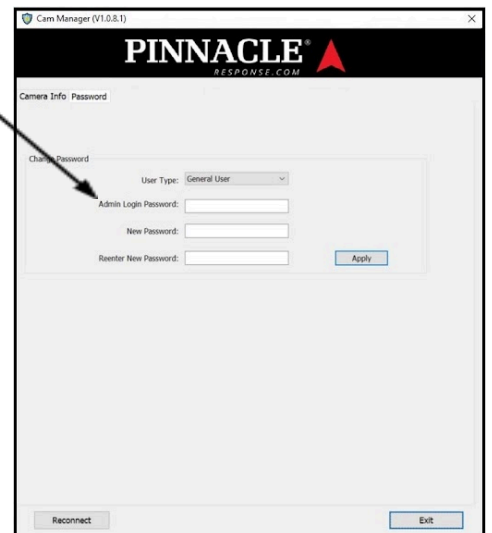 Cam Manager (V1.0.8.1)
PINNACLE®
RESPONSE.COM
Camera Info Password
Change Password
User Type: General User
Admin Login Password:
New Password:
Reenter New Password: Apply
Reconnect Exit